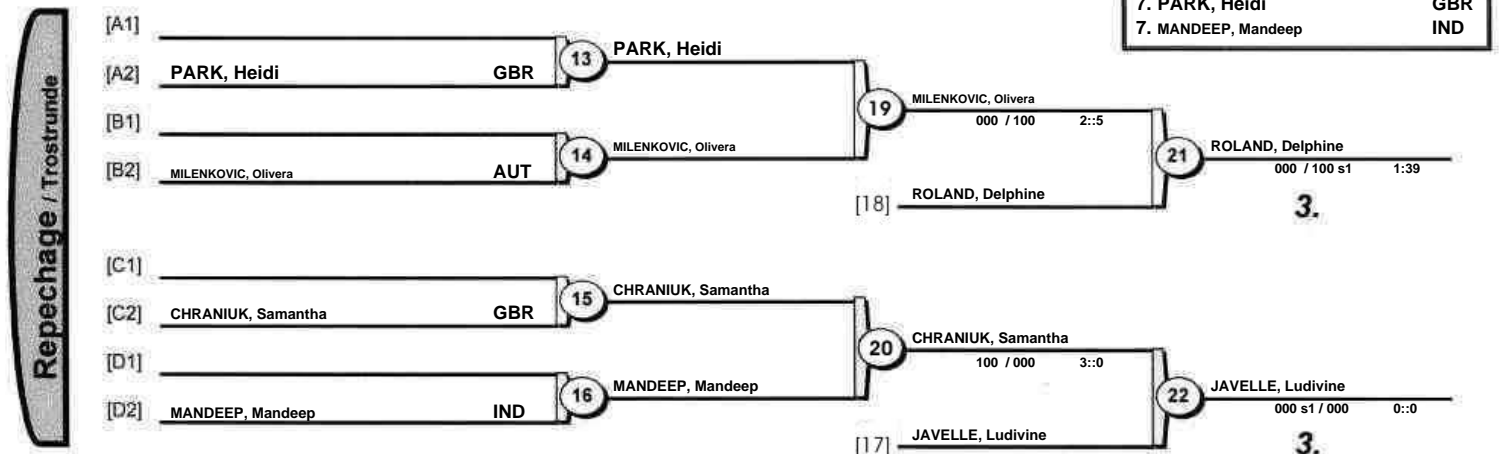 7. PARK, Heidi GBR
7. MANDEEP, Mandeep IND
Repechage / Trostrunde
[A1]
[A2] PARK, Heidi GBR
13
PARK, Heidi
[B1]
[B2] MILENKOVIC, Olivera AUT
14
MILENKOVIC, Olivera
19
MILENKOVIC, Olivera
000 / 100 2::5
[18] ROLAND, Delphine
21
ROLAND, Delphine
000 / 100 s1 1:39
3.
[C1]
[C2] CHRANIUK, Samantha GBR
15
CHRANIUK, Samantha
[D1]
[D2] MANDEEP, Mandeep IND
16
MANDEEP, Mandeep
20
CHRANIUK, Samantha
100 / 000 3::0
[17] JAVELLE, Ludivine
22
JAVELLE, Ludivine
000 s1 / 000 0::0
3.